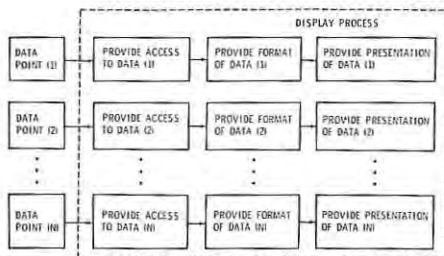 DISPLAY PROCESS
DATA POINT (1)
PROVIDE ACCESS TO DATA (1)
PROVIDE FORMAT OF DATA (1)
PROVIDE PRESENTATION OF DATA (1)
DATA POINT (2)
PROVIDE ACCESS TO DATA (2)
PROVIDE FORMAT OF DATA (2)
PROVIDE PRESENTATION OF DATA (2)
DATA POINT (N)
PROVIDE ACCESS TO DATA (N)
PROVIDE FORMAT OF DATA (N)
PROVIDE PRESENTATION OF DATA (N)